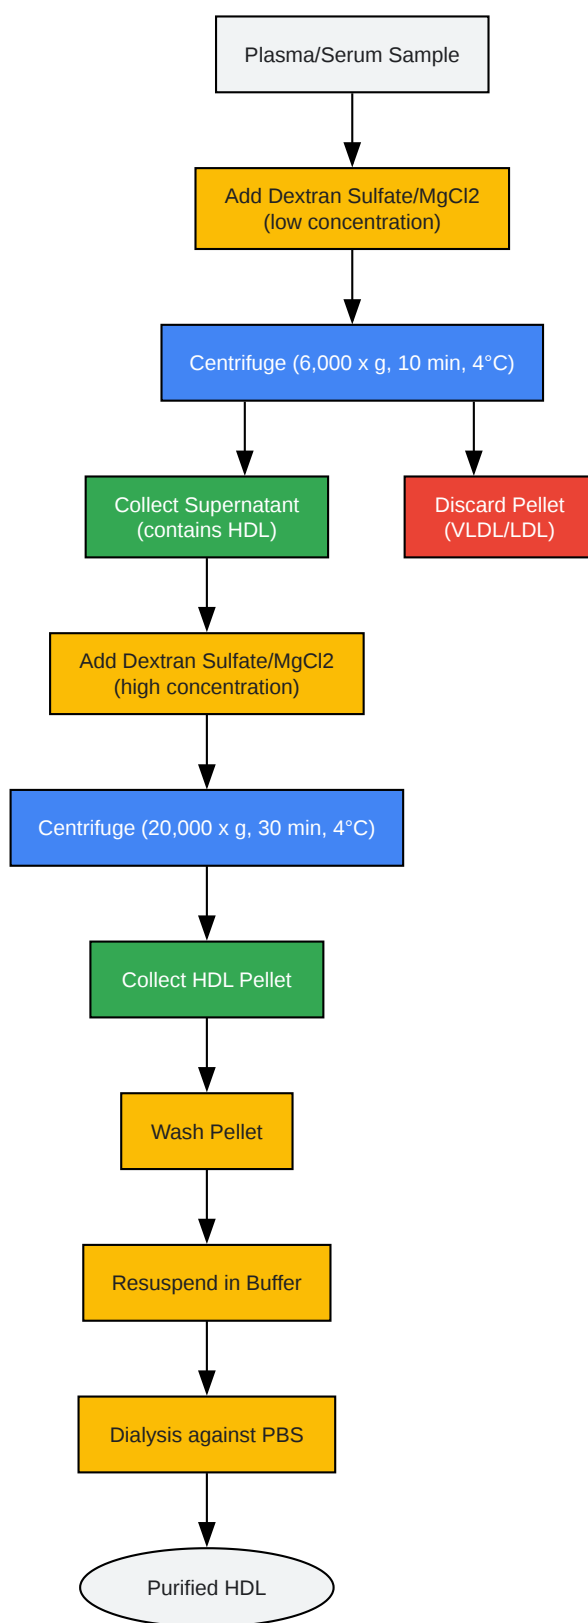 Plasma/Serum Sample
Add Dextran Sulfate/MgCl2
(low concentration)
Centrifuge (6,000 x g, 10 min, 4°C)
Collect Supernatant
(contains HDL)
Discard Pellet
(VLDL/LDL)
Add Dextran Sulfate/MgCl2
(high concentration)
Centrifuge (20,000 x g, 30 min, 4°C)
Collect HDL Pellet
Wash Pellet
Resuspend in Buffer
Dialysis against PBS
Purified HDL